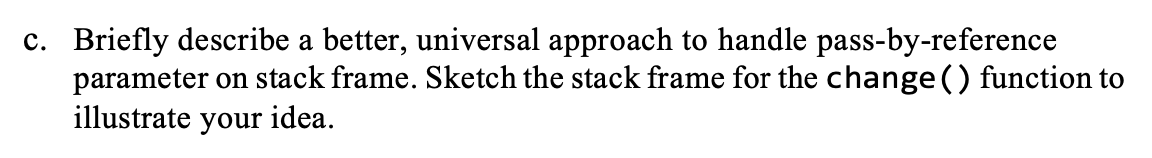 c. Briefly describe a better, universal approach to handle pass-by-reference
parameter on stack frame. Sketch the stack frame for the change() function to
illustrate your idea.